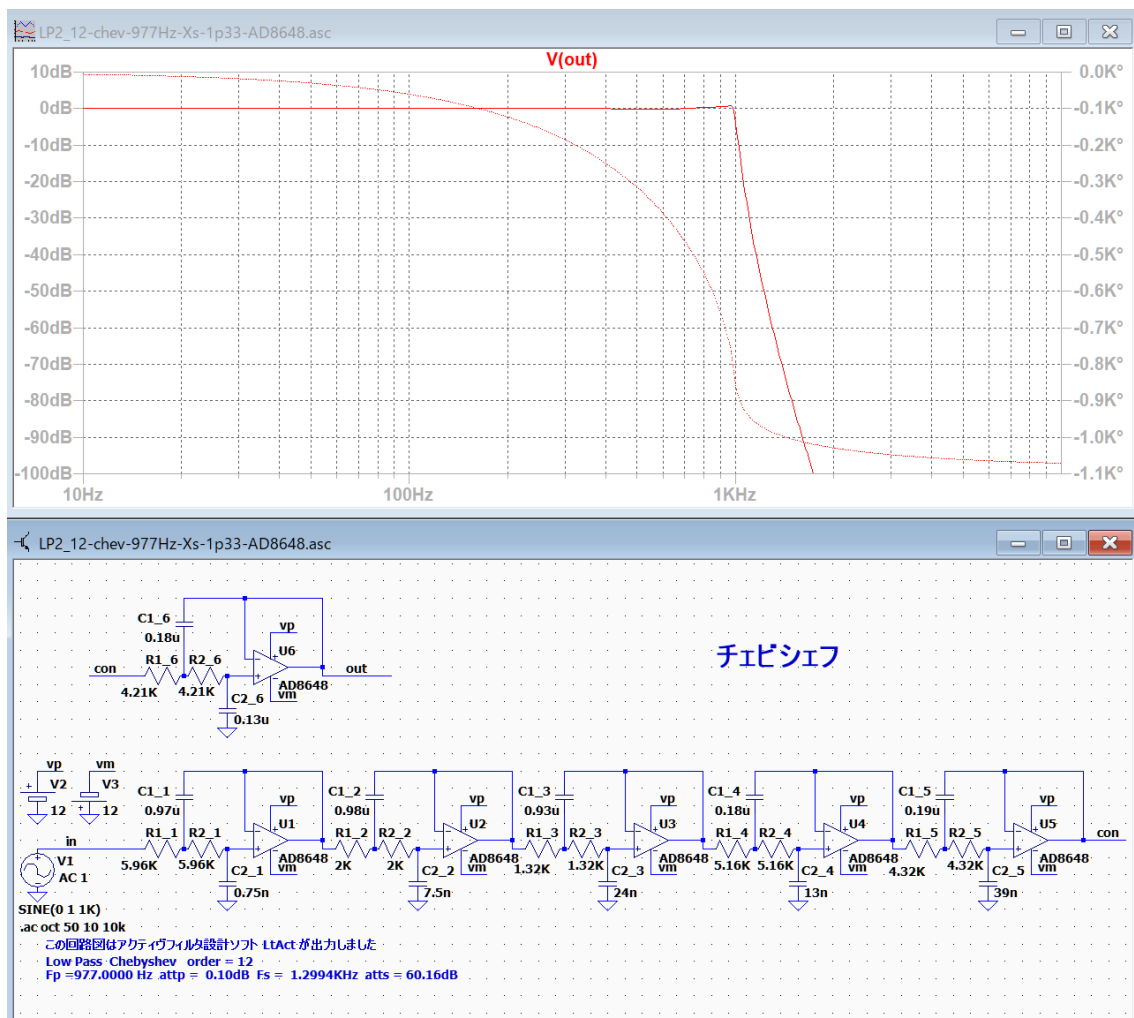 LP2_12-chev-977Hz-Xs-1p33-AD8648.asc
V(out)
10dB
0dB
-10dB
-20dB
-30dB
-40dB
-50dB
-60dB
-70dB
-80dB
-90dB
-100dB
0.0K°
-0.1K°
-0.2K°
-0.3K°
-0.4K°
-0.5K°
-0.6K°
-0.7K°
-0.8K°
-0.9K°
-1.0K°
-1.1K°
10Hz
100Hz
1KHz
LP2_12-chev-977Hz-Xs-1p33-AD8648.asc
チェビシェフ
C1_6
0.18u
vp
U6
con
R1_6
R2_6
out
4.21K
4.21K
AD8648
vm
C2_6
0.13u
vp
vm
V2
12
V3
12
in
V1
AC 1
SINE(0 1 1K)
C1_1
0.97u
vp
U1
R1_1
R2_1
5.96K
5.96K
AD8648
vm
C2_1
0.75n
C1_2
0.98u
vp
U2
R1_2
R2_2
2K
2K
AD8648
vm
C2_2
7.5n
C1_3
0.93u
vp
U3
R1_3
R2_3
1.32K
1.32K
AD8648
vm
C2_3
24n
C1_4
0.18u
vp
U4
R1_4
R2_4
5.16K
5.16K
AD8648
vm
C2_4
13n
C1_5
0.19u
vp
U5
R1_5
R2_5
4.32K
4.32K
AD8648
vm
C2_5
39n
con
.ac oct 50 10 10k
この回路図はアクティヴフィルタ設計ソフト LtAct が出力しました
Low Pass Chebyshev order = 12
Fp =977.0000 Hz attp = 0.10dB Fs = 1.2994KHz atts = 60.16dB